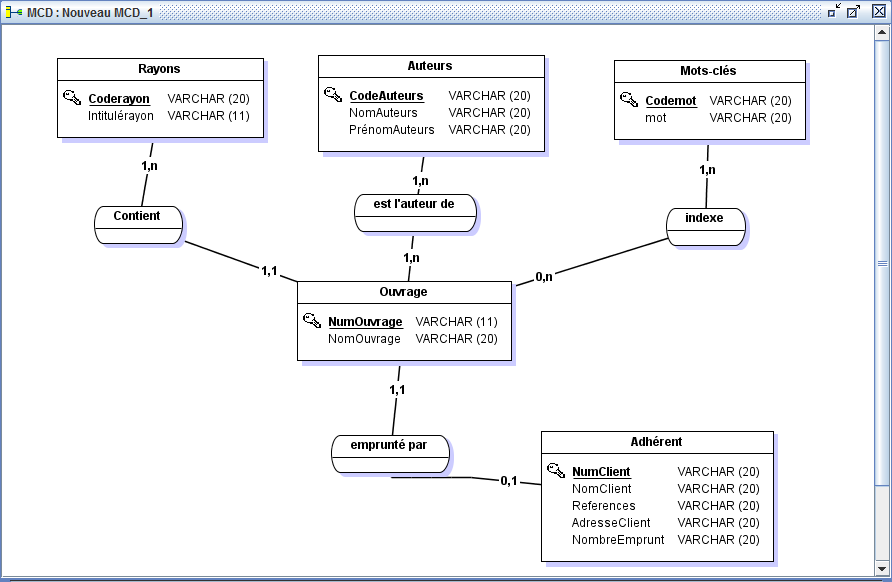 MCD : Nouveau MCD_1
Rayons
Coderayon VARCHAR (20)
Intitulérayon VARCHAR (11)
Auteurs
CodeAuteurs VARCHAR (20)
NomAuteurs VARCHAR (20)
PrénomAuteurs VARCHAR (20)
Mots-clés
Codemot VARCHAR (20)
mot VARCHAR (20)
1,n
1,n
1,n
Contient
est l'auteur de
indexe
1,1
1,n
0,n
Ouvrage
NumOuvrage VARCHAR (11)
NomOuvrage VARCHAR (20)
1,1
emprunté par
0,1
Adhérent
NumClient VARCHAR (20)
NomClient VARCHAR (20)
References VARCHAR (20)
AdresseClient VARCHAR (20)
NombreEmprunt VARCHAR (20)